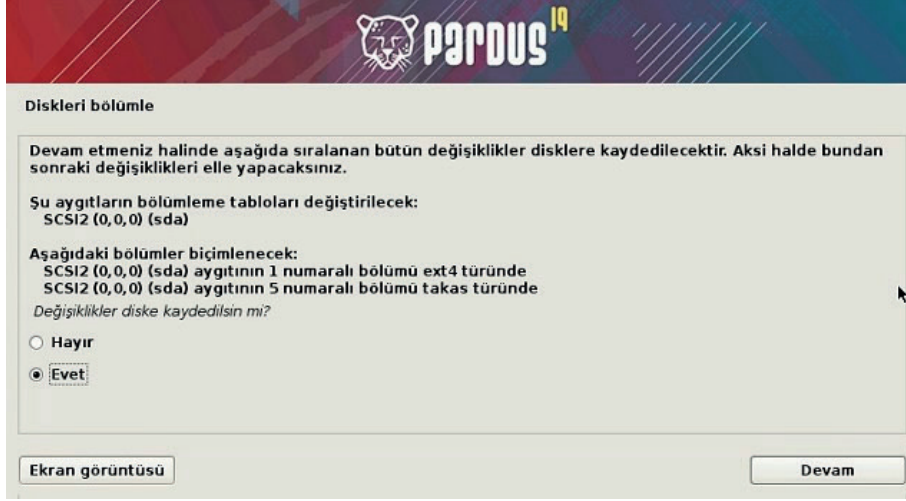 pardus 19
Diskleri bölümle
Devam etmeniz halinde aşağıda sıralanan bütün değişiklikler disklere kaydedilecektir. Aksi halde bundan
sonraki değişiklikleri elle yapacaksınız.
Şu aygıtların bölümleme tabloları değiştirilecek:
SCSI2 (0,0,0) (sda)
Aşağıdaki bölümler biçimlenecek:
SCSI2 (0,0,0) (sda) aygıtının 1 numaralı bölümü ext4 türünde
SCSI2 (0,0,0) (sda) aygıtının 5 numaralı bölümü takas türünde
Değişiklikler diske kaydedilsin mi?
Hayır
Evet
Ekran görüntüsü Devam